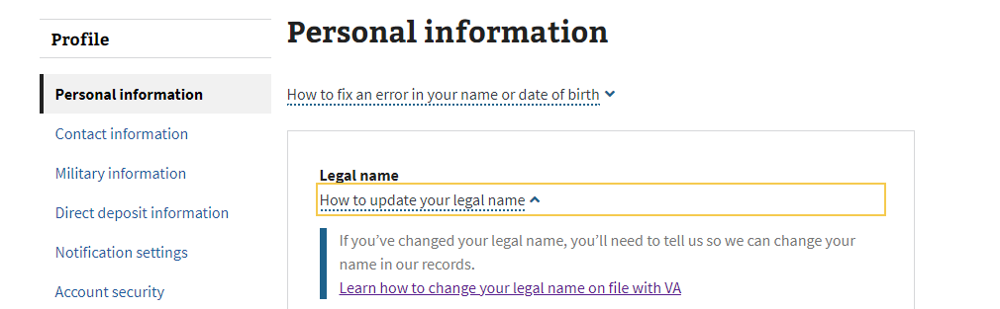 Profile
Personal information
Contact information
Military information
Direct deposit information
Notification settings
Account security
Personal information
How to fix an error in your name or date of birth
Legal name
How to update your legal name
If you’ve changed your legal name, you’ll need to tell us so we can change your
name in our records.
Learn how to change your legal name on file with VA